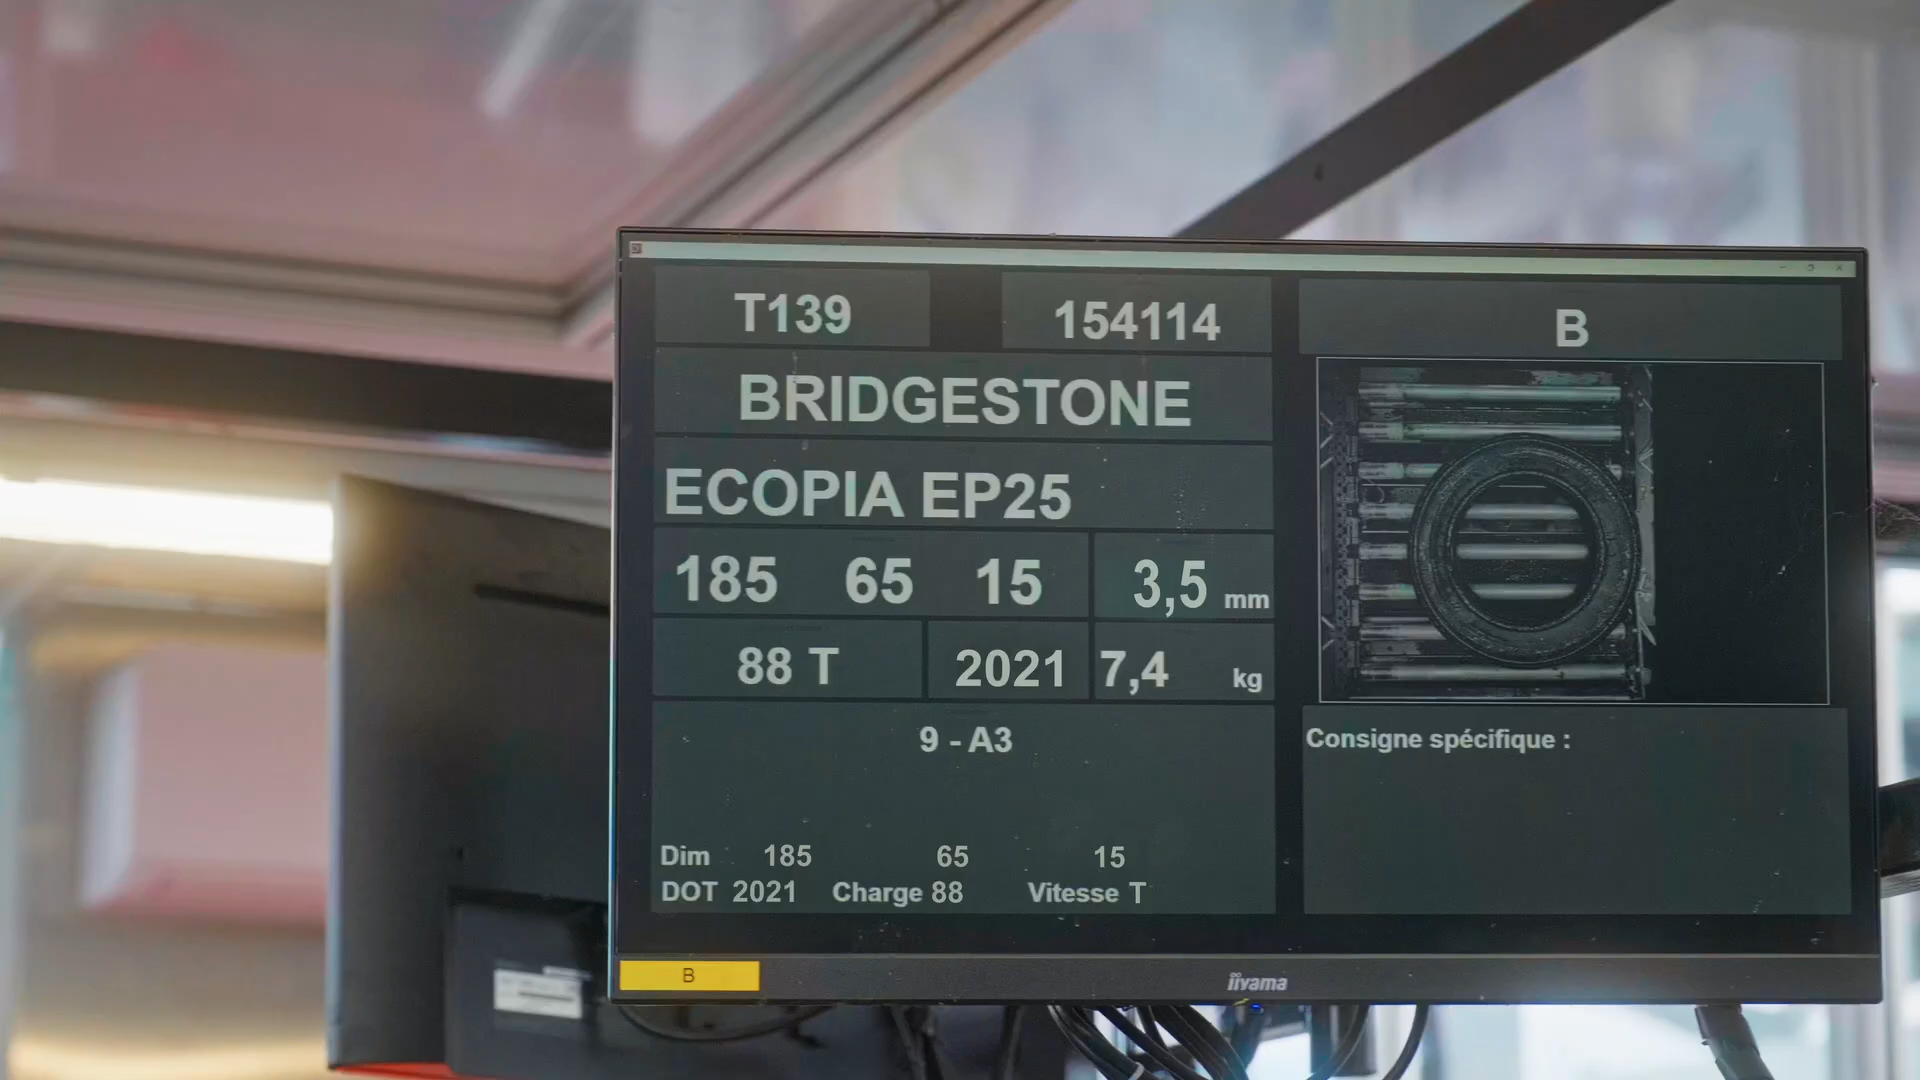 T139 154114 B
BRIDGESTONE
ECOPIA EP25
185 65 15 3,5 mm
88 T 2021 7,4 kg
9 - A3
Consigne spécifique :
Dim 185 65 15
DOT 2021 Charge 88 Vitesse T
B
iiyama